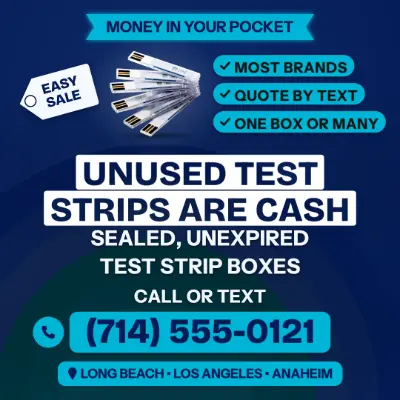 MONEY IN YOUR POCKET
EASY
SALE
MOST BRANDS
QUOTE BY TEXT
ONE BOX OR MANY
UNUSED TEST
STRIPS ARE CASH
SEALED, UNEXPIRED
TEST STRIP BOXES
CALL OR TEXT
(714) 555-0121
LONG BEACH • LOS ANGELES • ANAHEIM